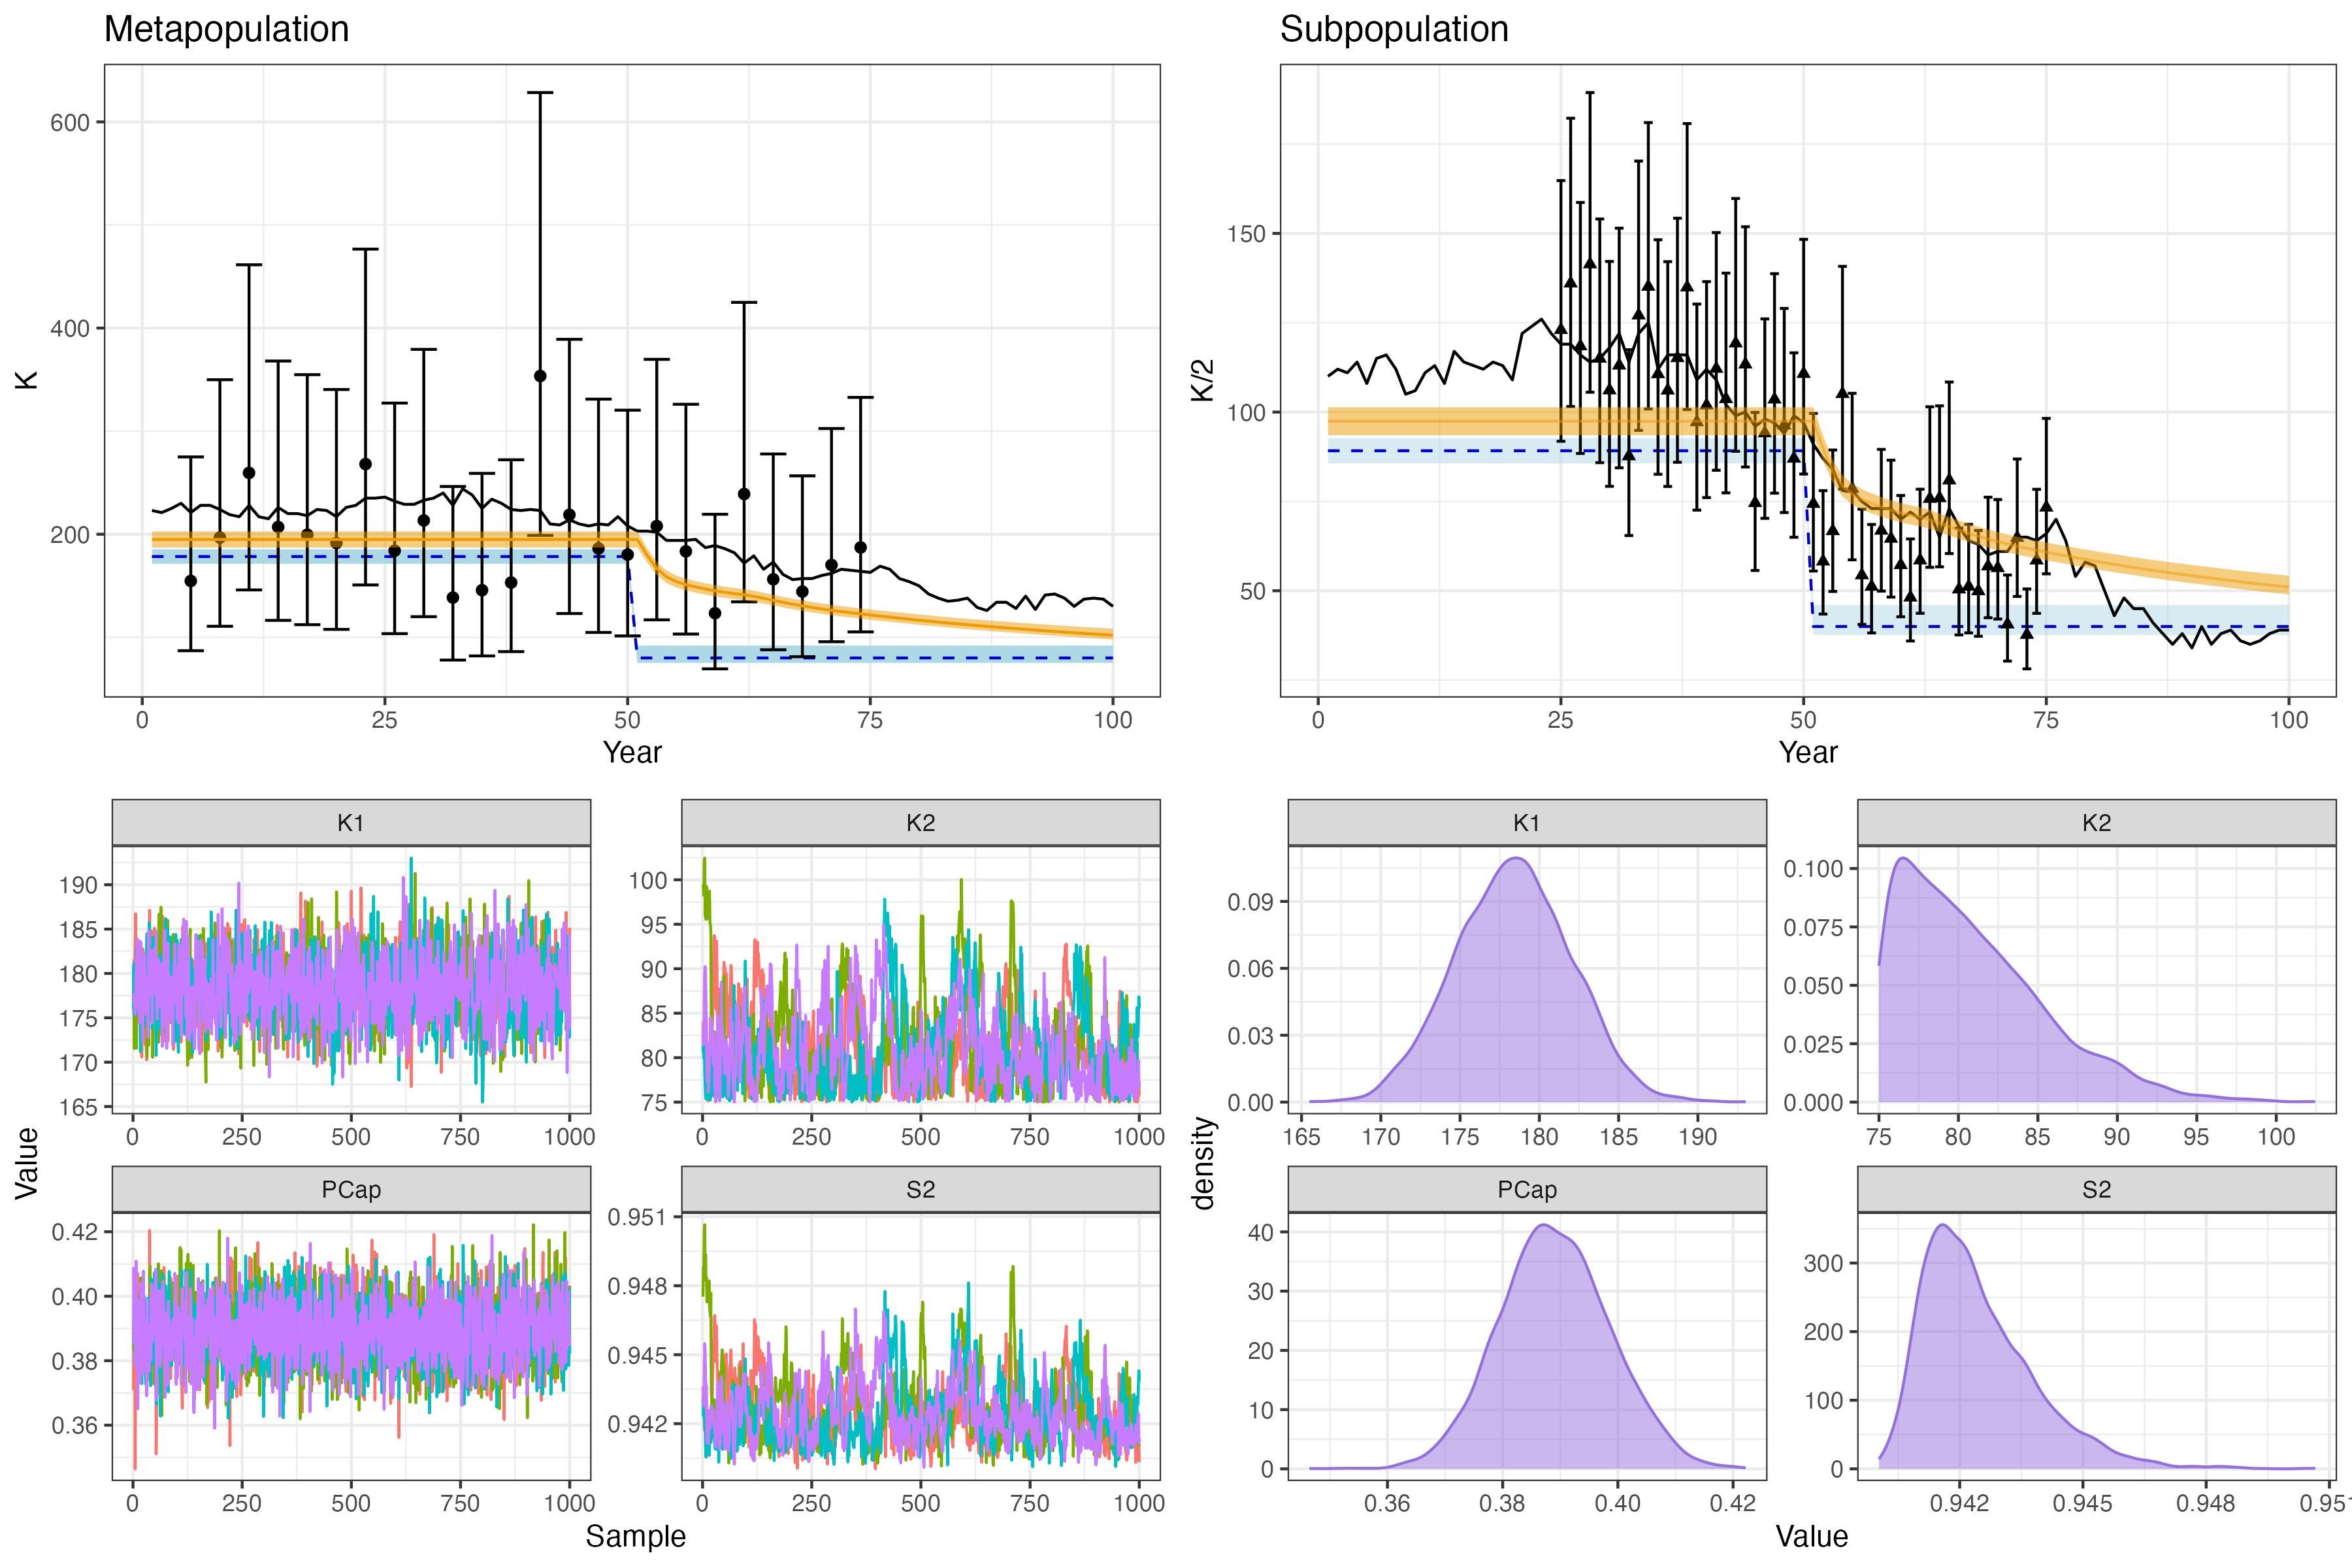 Metapopulation
Subpopulation
600
400
200
K
0 25 50 75 100
Year
150
100
50
K/2
0 25 50 75 100
Year
K1
190
185
180
175
170
165
0 250 500 750 1000
K2
100
95
90
85
80
75
0 250 500 750 1000
PCap
0.42
0.40
0.38
0.36
0 250 500 750 1000
S2
0.951
0.948
0.945
0.942
0 250 500 750 1000
Value
Sample
K1
0.09
0.06
0.03
0.00
165 170 175 180 185 190
K2
0.100
0.075
0.050
0.025
0.000
75 80 85 90 95 100
PCap
40
30
20
10
0
0.36 0.38 0.40 0.42
S2
300
200
100
0
0.942 0.945 0.948
density
Value